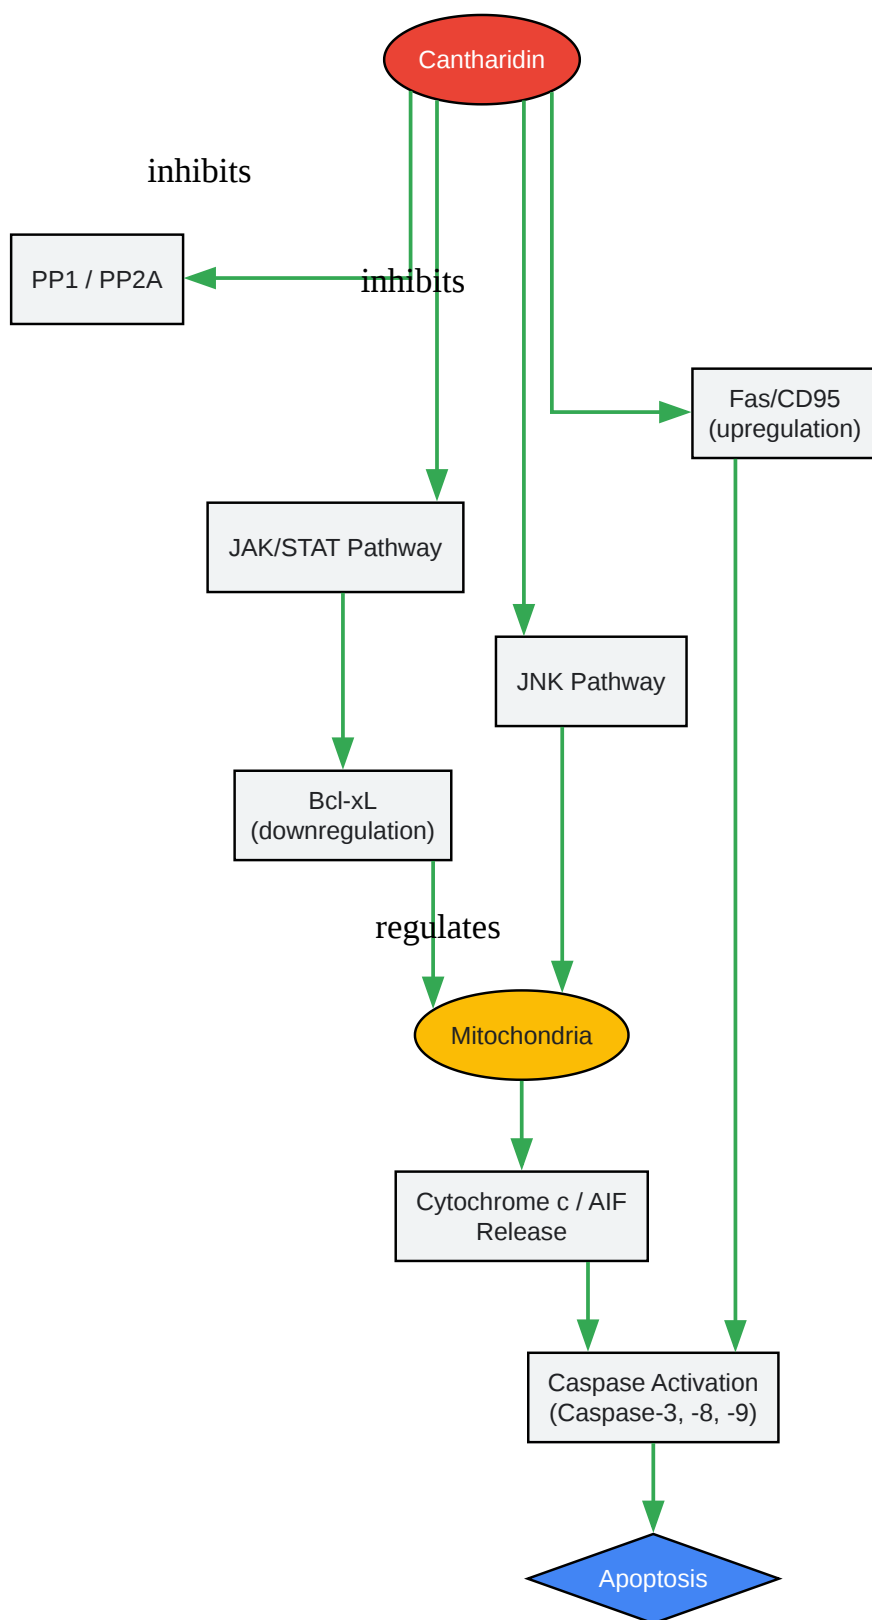 Cantharidin
inhibits
PP1 / PP2A
inhibits
Fas/CD95
(upregulation)
JAK/STAT Pathway
JNK Pathway
Bcl-xL
(downregulation)
regulates
Mitochondria
Cytochrome c / AIF
Release
Caspase Activation
(Caspase-3, -8, -9)
Apoptosis